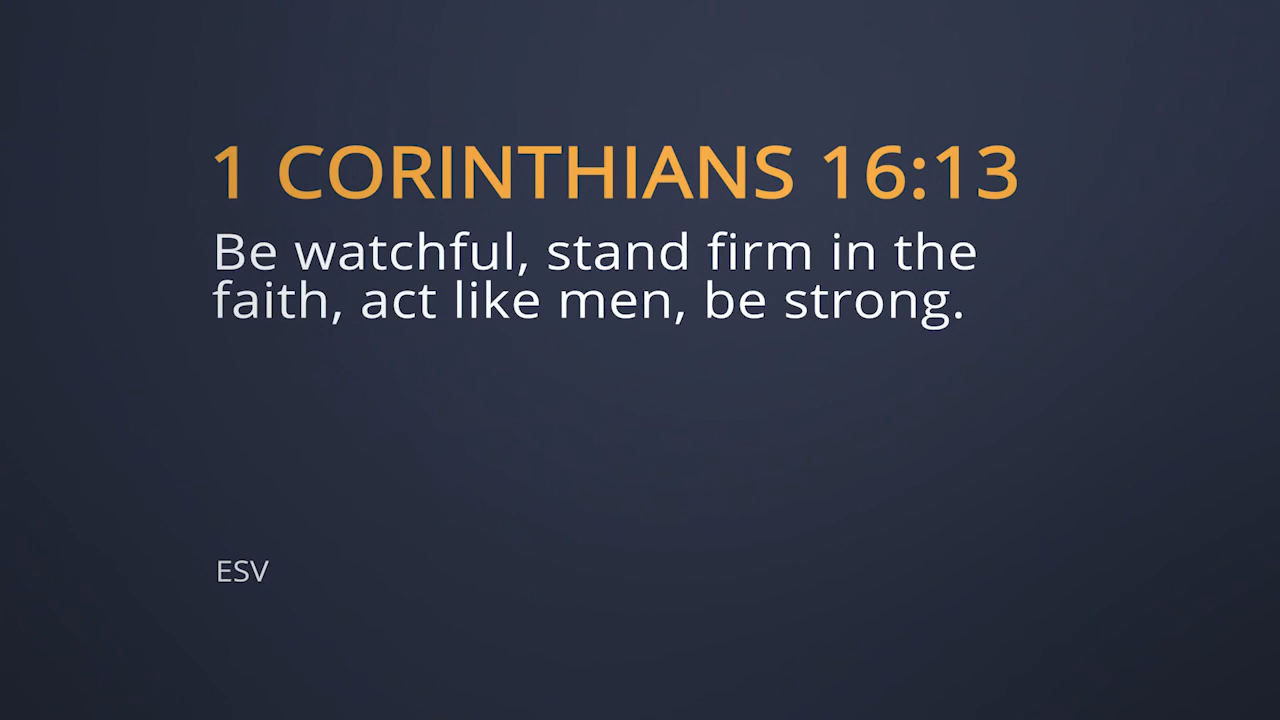 1 CORINTHIANS 16:13
Be watchful, stand firm in the
faith, act like men, be strong.
ESV